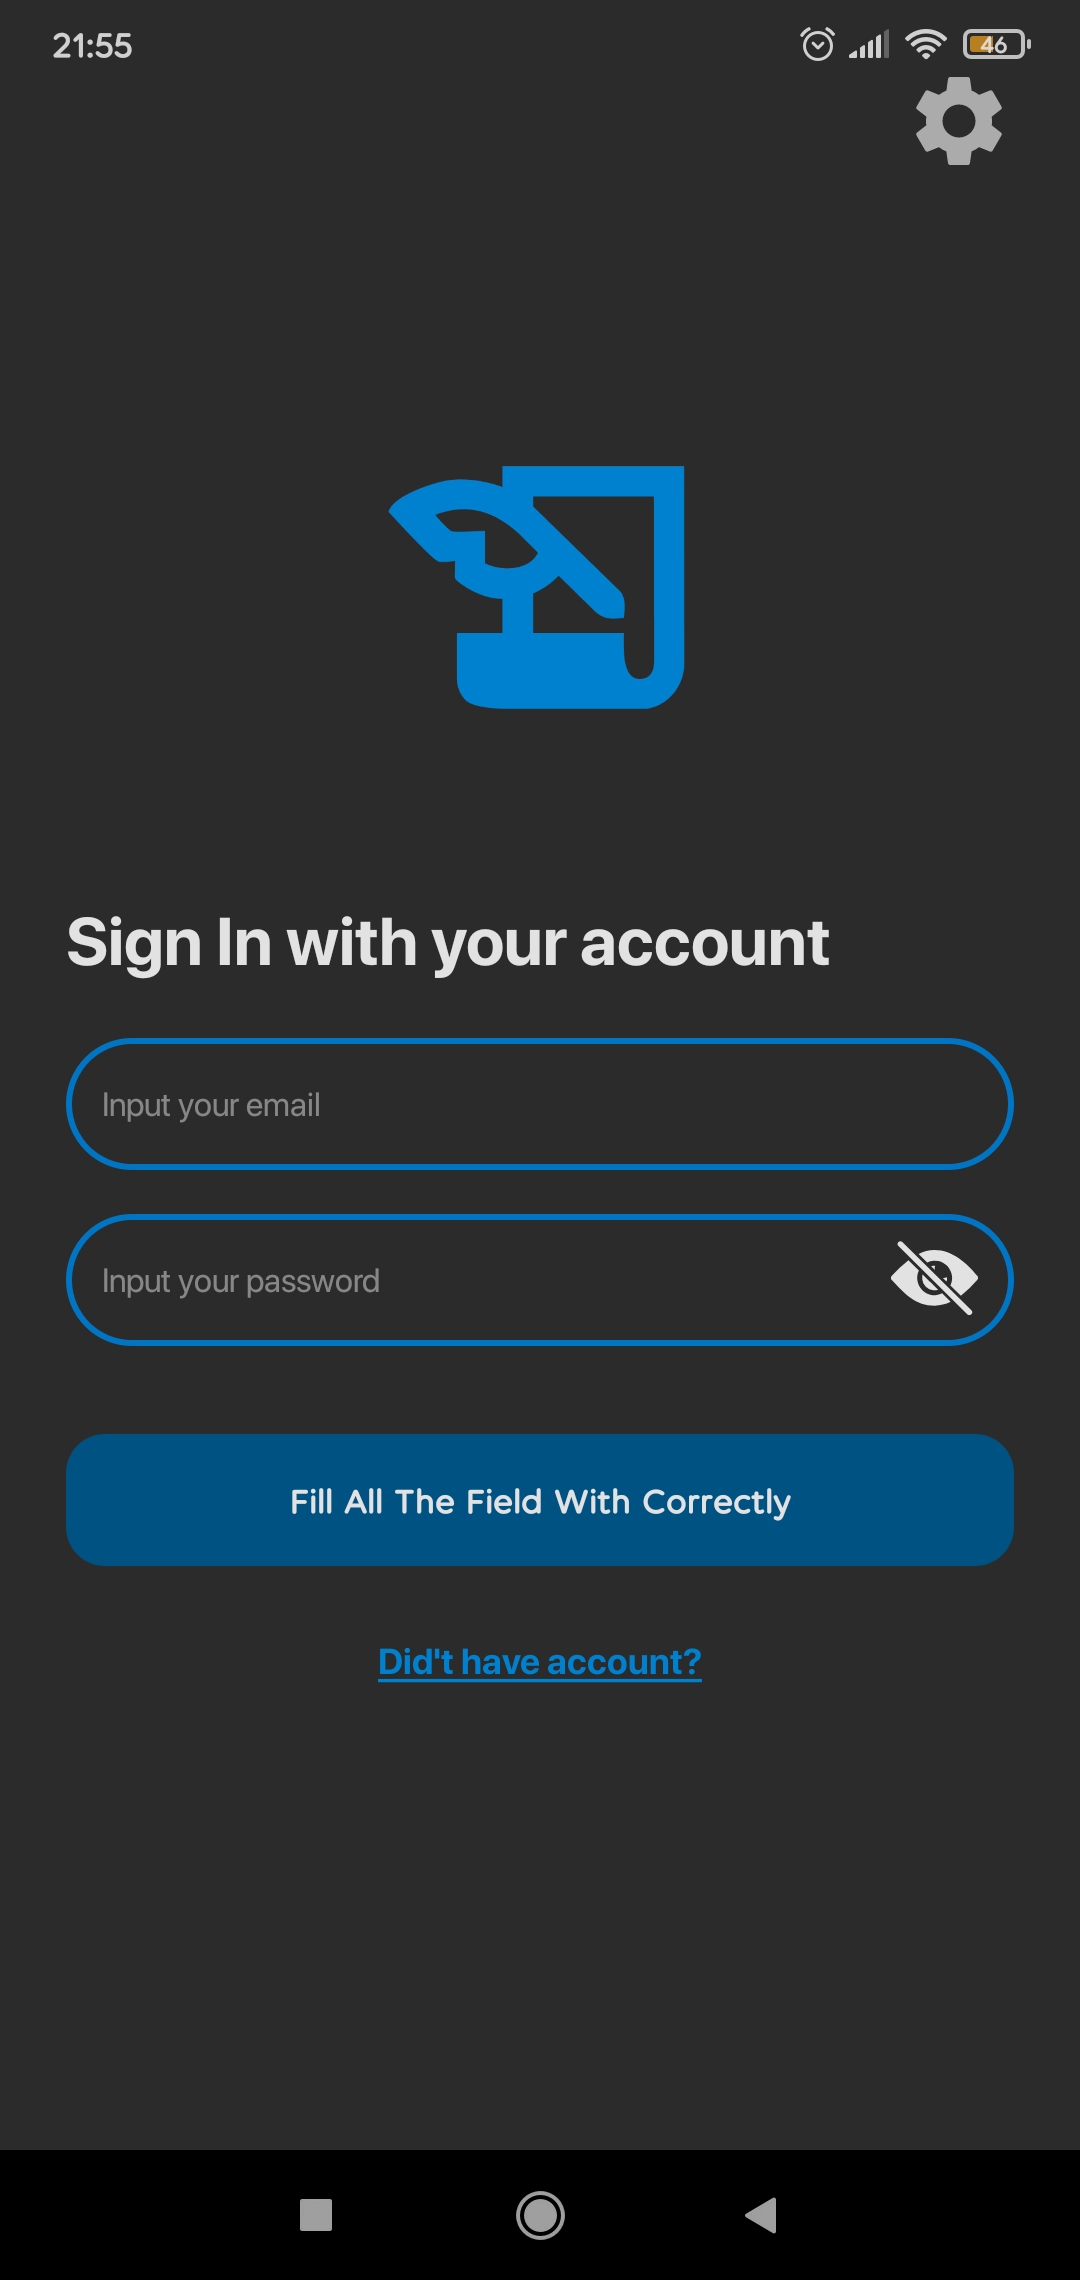 21:55
46
Sign In with your account
Input your email
Input your password
Fill All The Field With Correctly
Did't have account?